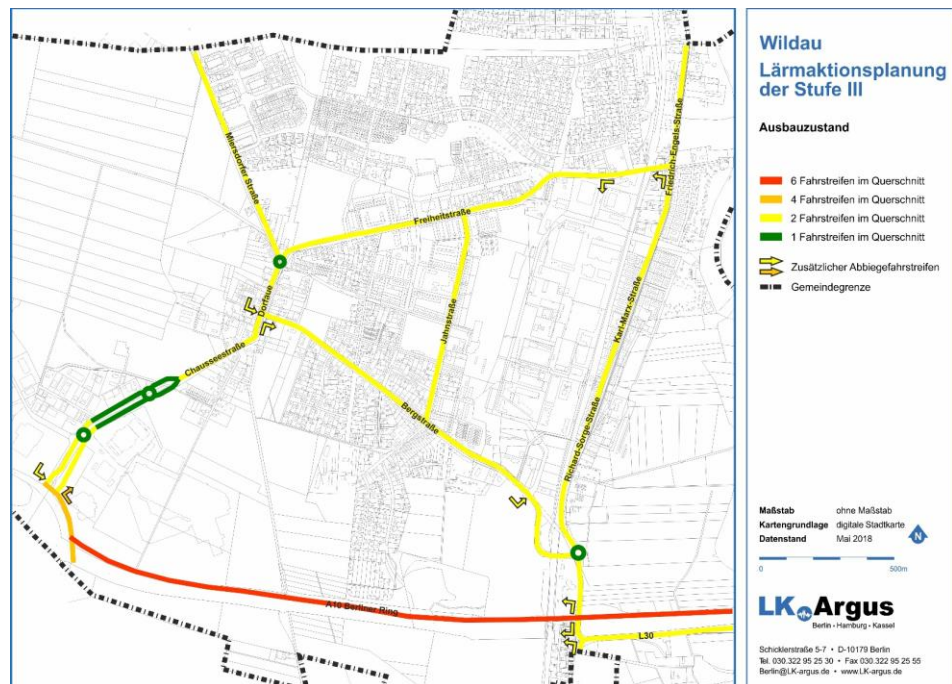 Miersdorfer Straße
Friedrich-Engels-Straße
Freiheitstraße
Dorfaue
Jahnstraße
Karl-Marx-Straße
Chausseestraße
Bergstraße
Richard-Sorge-Straße
A10 Berliner Ring
L30
Wildau
Lärmaktionsplanung
der Stufe III
Ausbauzustand
6 Fahrstreifen im Querschnitt
4 Fahrstreifen im Querschnitt
2 Fahrstreifen im Querschnitt
1 Fahrstreifen im Querschnitt
Zusätzlicher Abbiegefahrstreifen
Gemeindegrenze
Maßstab ohne Maßstab
Kartengrundlage digitale Stadtkarte
Datenstand Mai 2018
N
0 500m
LK Argus
Berlin • Hamburg • Kassel
Schicklerstraße 5-7 • D-10179 Berlin
Tel. 030.322 95 25 30 • Fax 030.322 95 25 55
Berlin@LK-argus.de • www.LK-argus.de